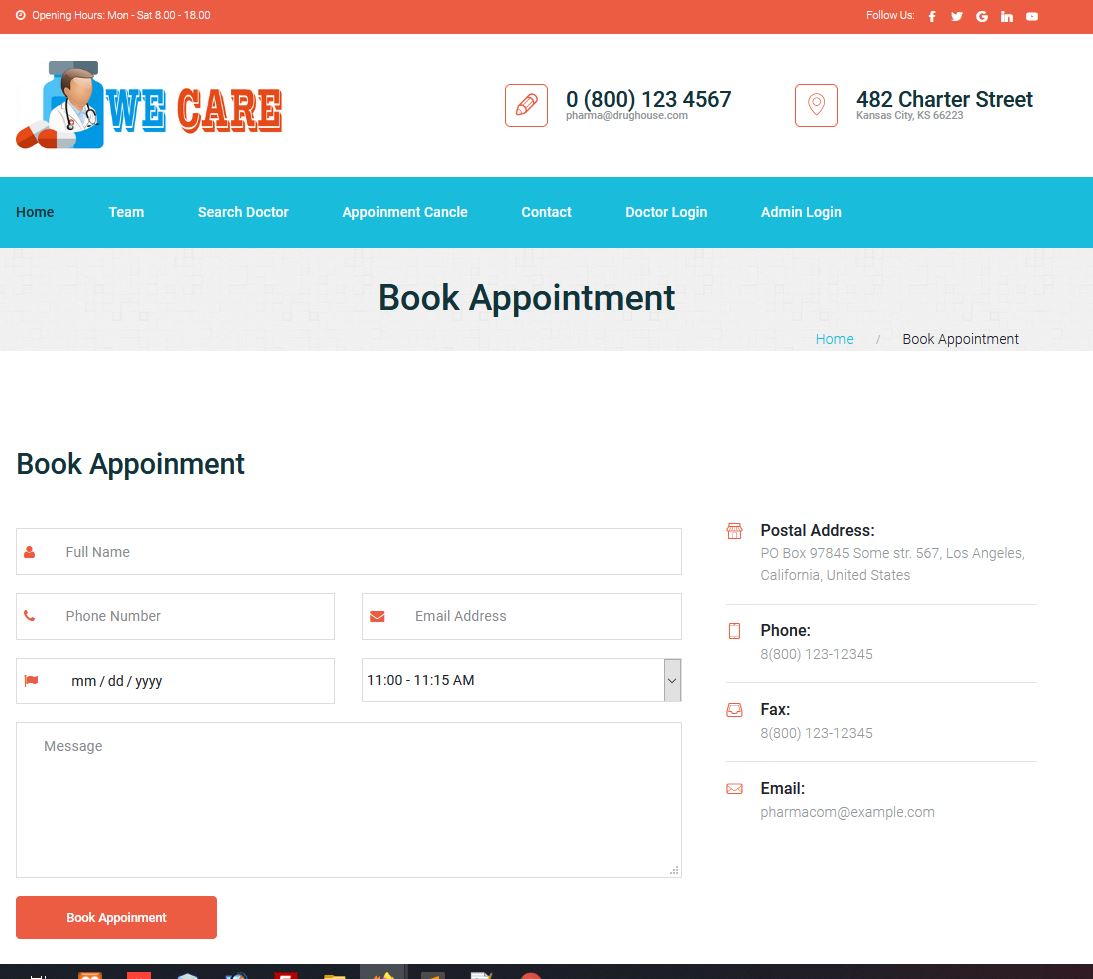 Opening Hours: Mon - Sat 8.00 - 18.00
Follow Us:
WE CARE
0 (800) 123 4567
pharma@drughouse.com
482 Charter Street
Kansas City, KS 66223
Home Team Search Doctor Appoinment Cancle Contact Doctor Login Admin Login
Book Appointment
Home / Book Appointment
Book Appoinment
Full Name
Phone Number
Email Address
mm / dd / yyyy
11:00 - 11:15 AM
Message
Book Appoinment
Postal Address:
PO Box 97845 Some str. 567, Los Angeles,
California, United States
Phone:
8(800) 123-12345
Fax:
8(800) 123-12345
Email:
pharmacom@example.com